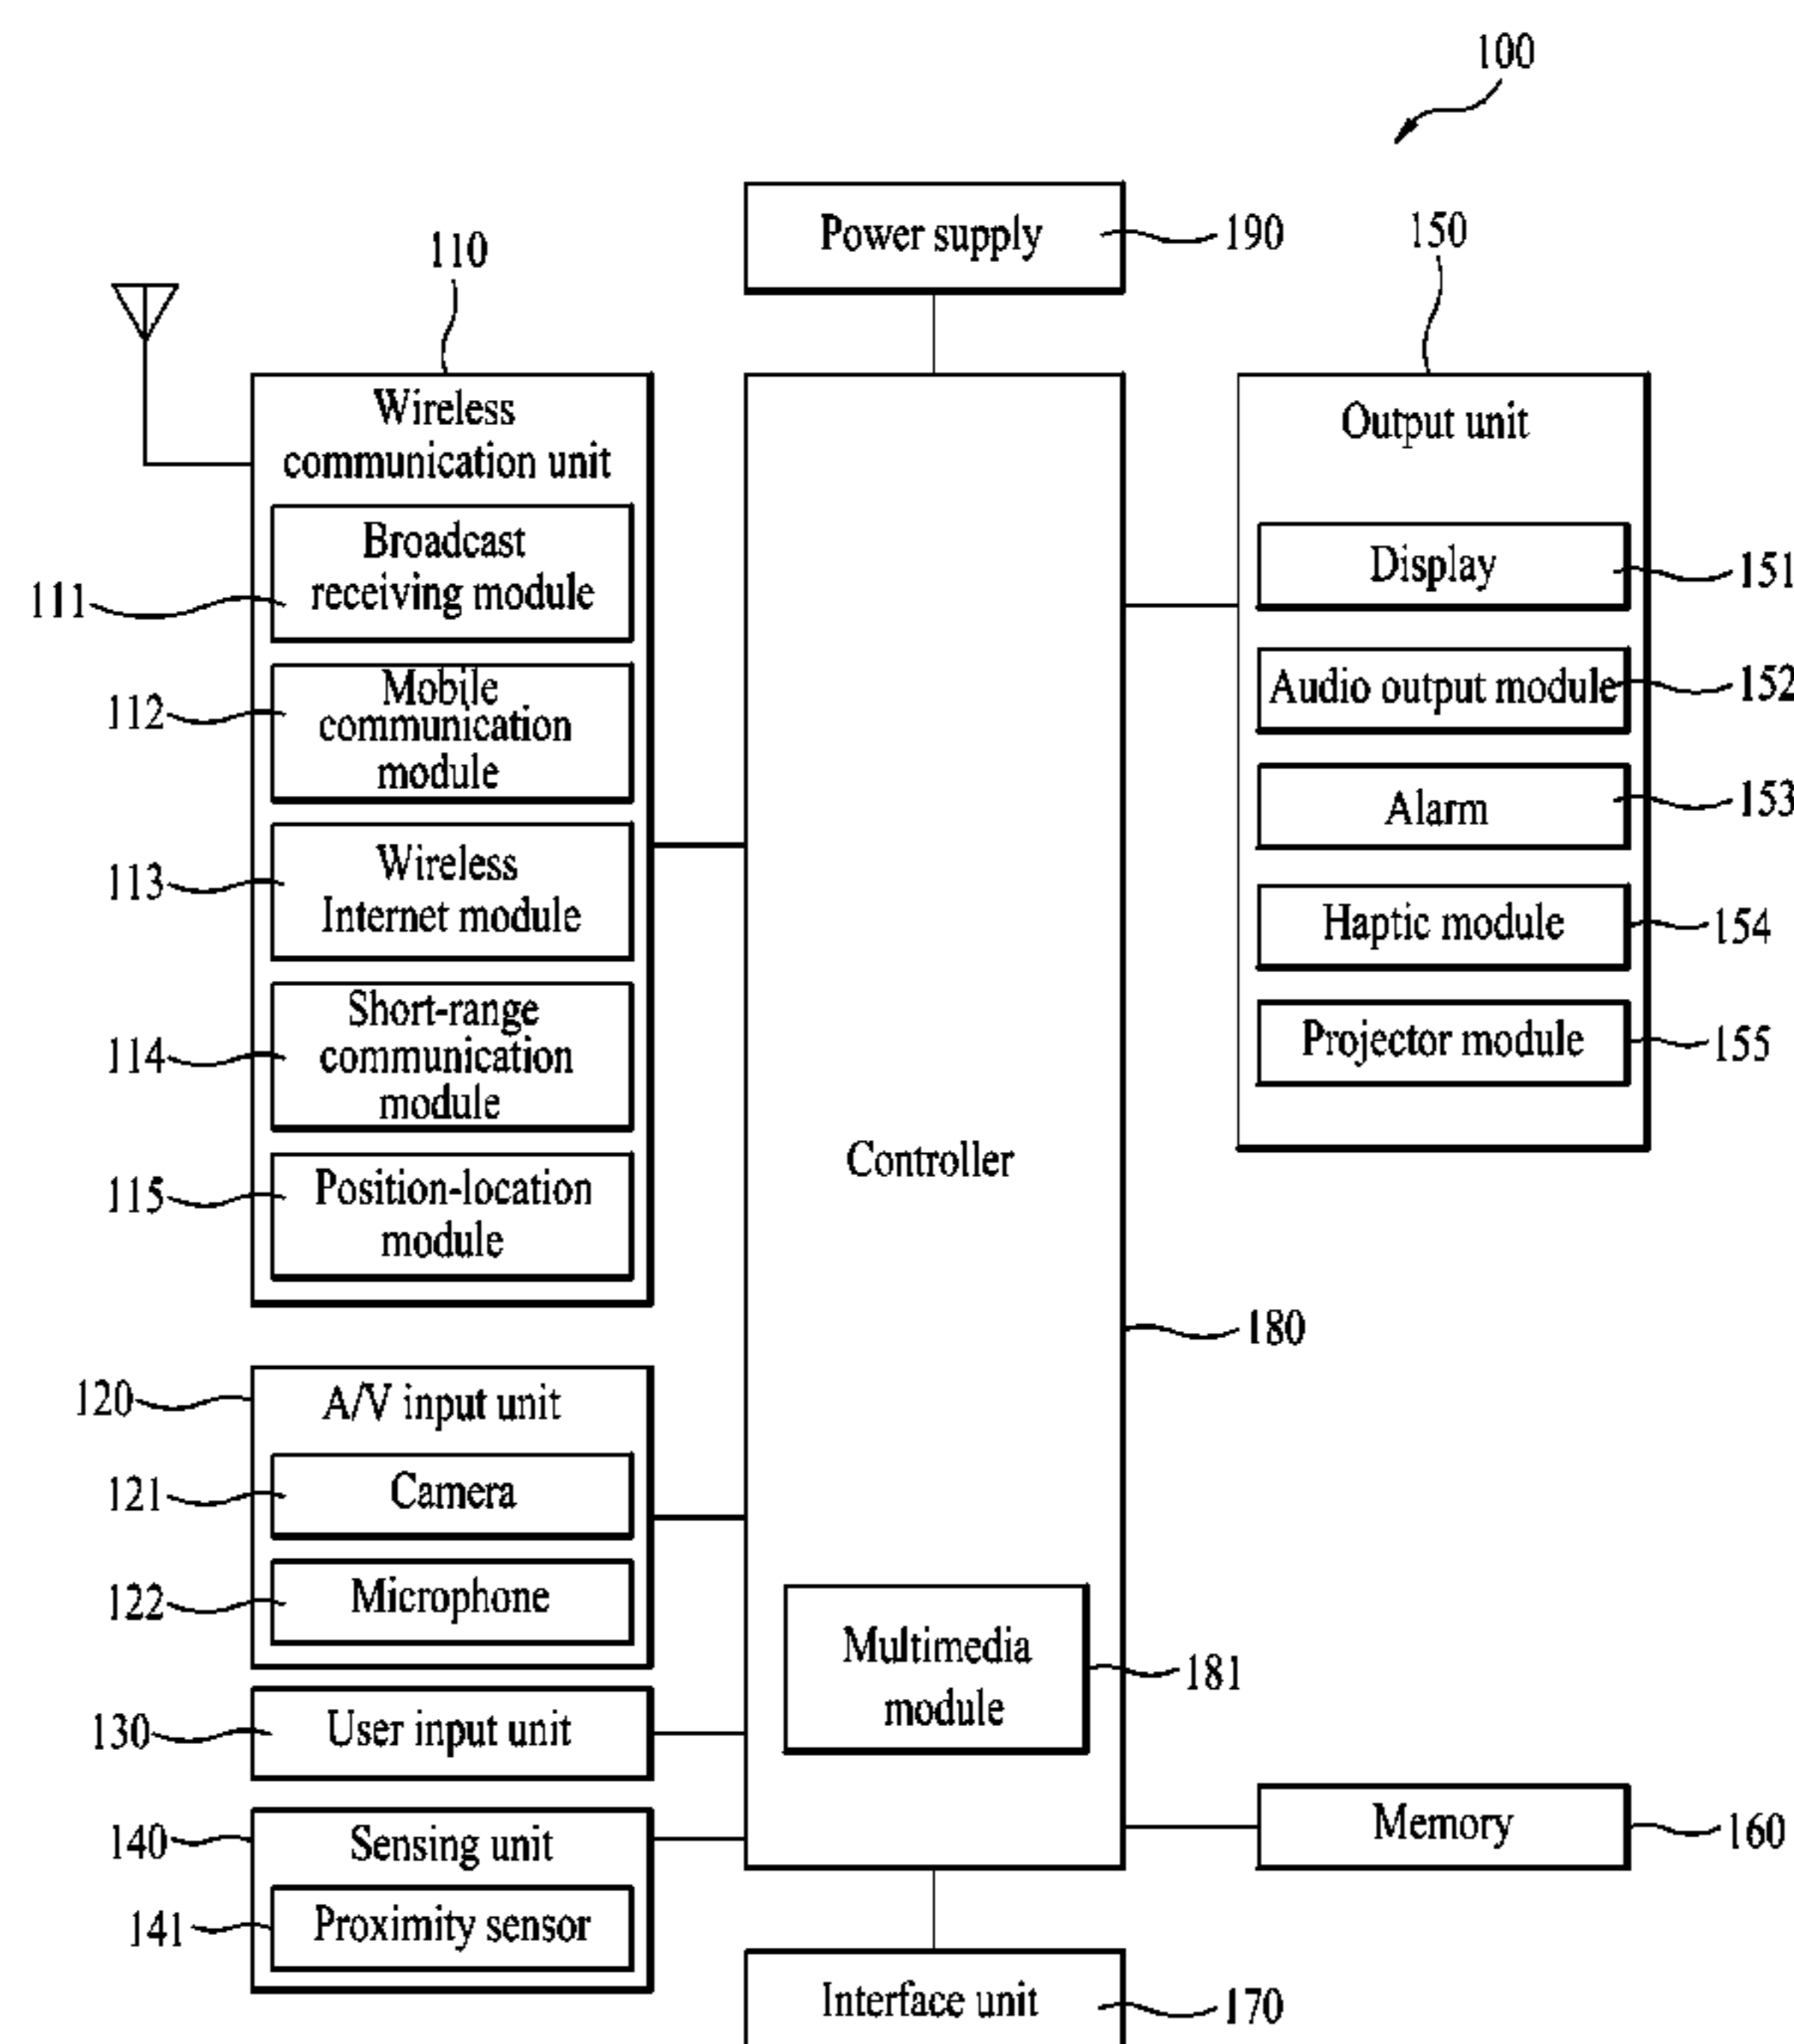 100
Power supply
190
110
150
Wireless
communication unit
Broadcast
receiving module
111
Mobile
communication
module
112
Wireless
Internet module
113
Short-range
communication
module
114
Position-location
module
115
Output unit
Display
151
Audio output module
152
Alarm
153
Haptic module
154
Projector module
155
Controller
180
120
A/V input unit
121
Camera
122
Microphone
Multimedia
module
181
130
User input unit
140
Sensing unit
141
Proximity sensor
Memory
160
Interface unit
170